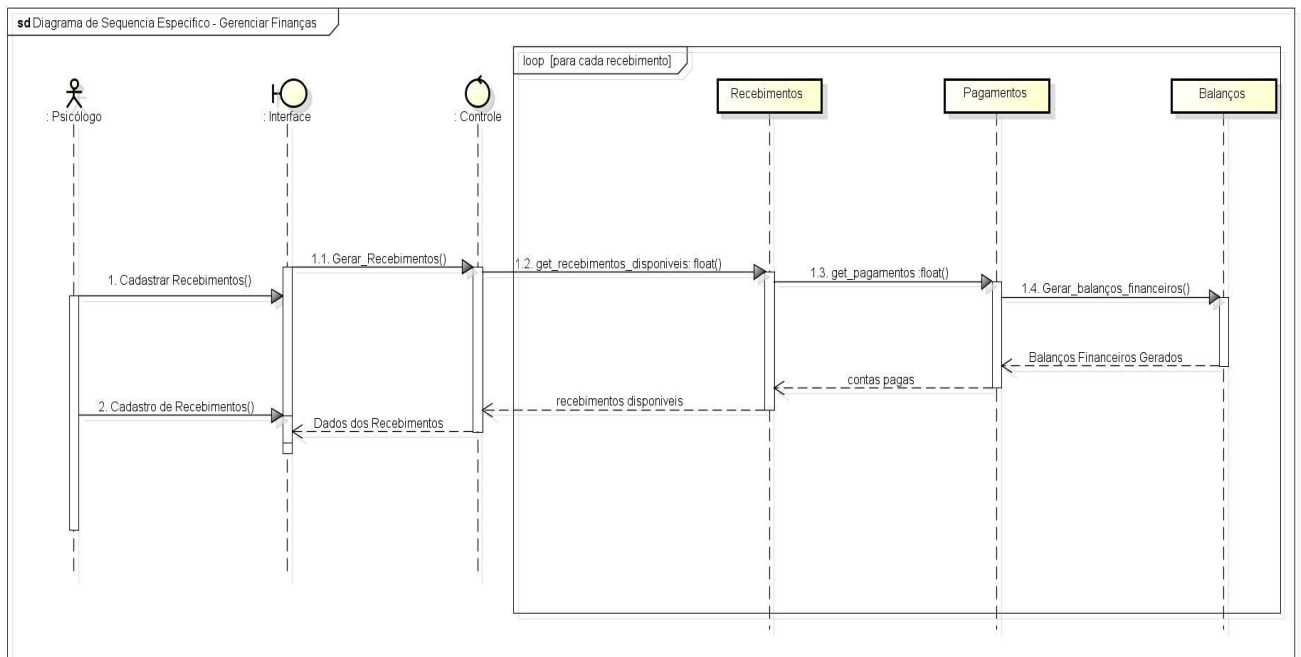 sd Diagrama de Sequencia Especifico - Gerenciar Finanças
loop [para cada recebimento]
: Psicólogo
: Interface
: Controle
Recebimentos
Pagamentos
Balanços
1. Cadastrar Recebimentos()
1.1. Gerar_Recebimentos()
1.2. get_recebimentos_disponiveis: float()
1.3. get_pagamentos :float()
1.4. Gerar_balanços_financeiros()
Balanços Financeiros Gerados
contas pagas
recebimentos disponiveis
2. Cadastro de Recebimentos()
Dados dos Recebimentos